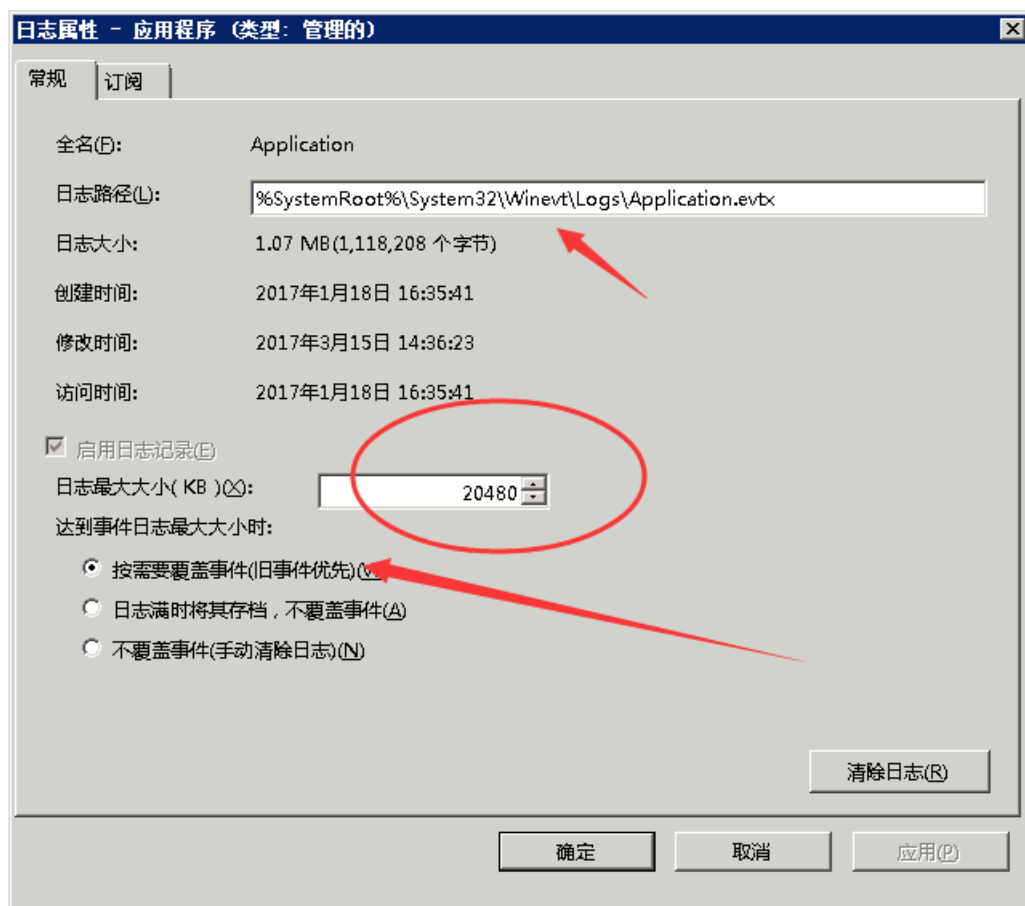 日志属性 - 应用程序 (类型: 管理的)
常规 订阅
全名(F): Application
日志路径(L): %SystemRoot%\System32\Winevt\Logs\Application.evtx
日志大小: 1.07 MB(1,118,208 个字节)
创建时间: 2017年1月18日 16:35:41
修改时间: 2017年3月15日 14:36:23
访问时间: 2017年1月18日 16:35:41
启用日志记录(E)
日志最大大小( KB )(X): 20480
达到事件日志最大大小时:
按需要覆盖事件(旧事件优先)
日志满时将其存档，不覆盖事件(A)
不覆盖事件(手动清除日志)(N)
清除日志(R)
确定 取消 应用(P)